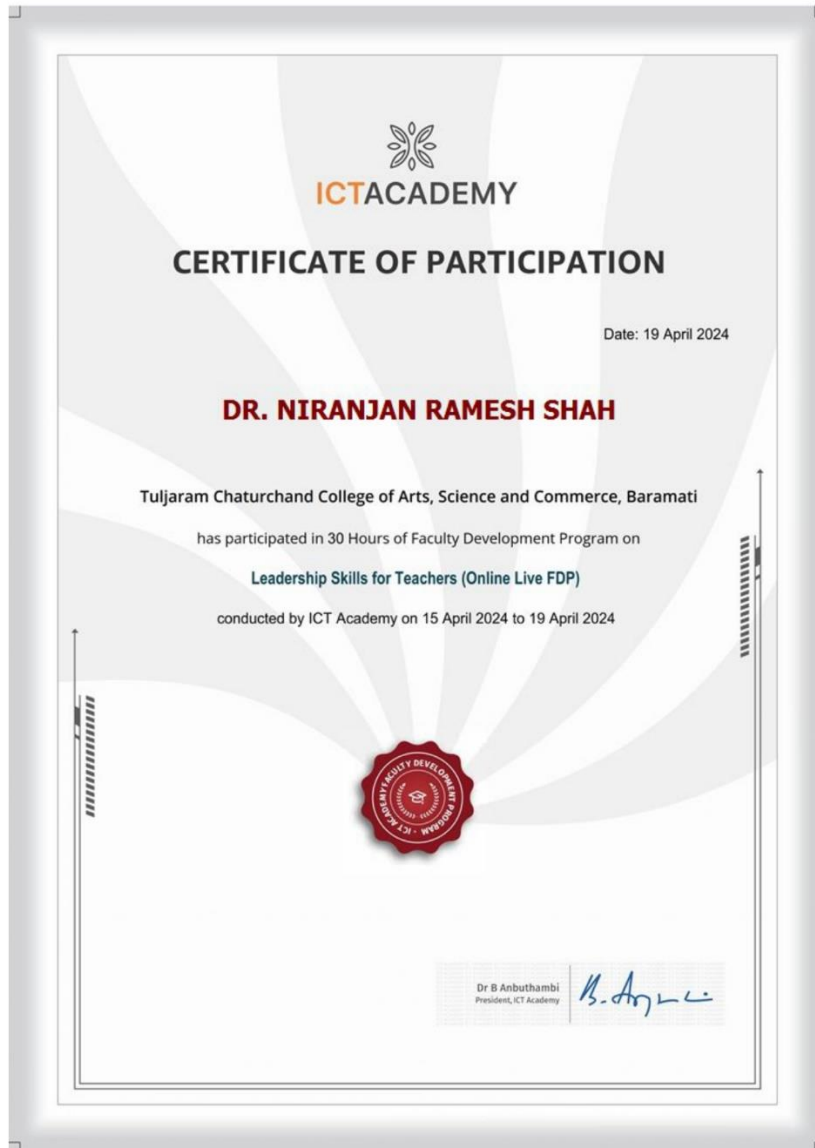 ICTACADEMY
CERTIFICATE OF PARTICIPATION
Date: 19 April 2024
DR. NIRANJAN RAMESH SHAH
Tuljaram Chaturchand College of Arts, Science and Commerce, Baramati
has participated in 30 Hours of Faculty Development Program on
Leadership Skills for Teachers (Online Live FDP)
conducted by ICT Academy on 15 April 2024 to 19 April 2024
FACULTY DEVELOPMENT PROGRAM · ICT ACADEMY
Dr B Anbuthambi
President, ICT Academy